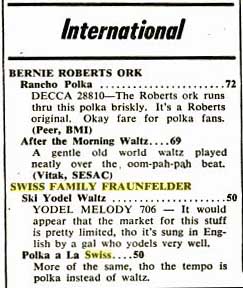 International
BERNIE ROBERTS ORK
Rancho Polka ....................72
DECCA 28810—The Roberts ork runs
thru this polka briskly. It's a Roberts
original. Okay fare for polka fans.
(Peer, BMI)
After the Morning Waltz....69
A gentle old world waltz played
neatly over the oom-pah-pah beat.
(Vitak, SESAC)
SWISS FAMILY FRAUNFELDER
Ski Yodel Waltz .................50
YODEL MELODY 706 — It would
appear that the market for this stuff
is pretty limited, tho it's sung in Eng-
lish by a gal who yodels very well.
Polka a La Swiss....50
More of the same, tho the tempo is
polka instead of waltz.